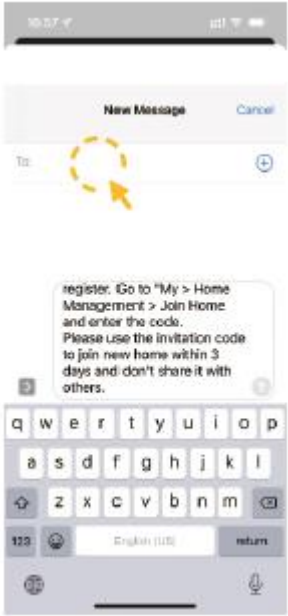 10:57
New Message
Cancel
To:
register. Go to "My > Home
Management > Join Home
and enter the code.
Please use the invitation code
to join new home within 3
days and don't share it with
others.
q w e r t y u i o p
a s d f g h j k l
z x c v b n m
123
English (US)
return